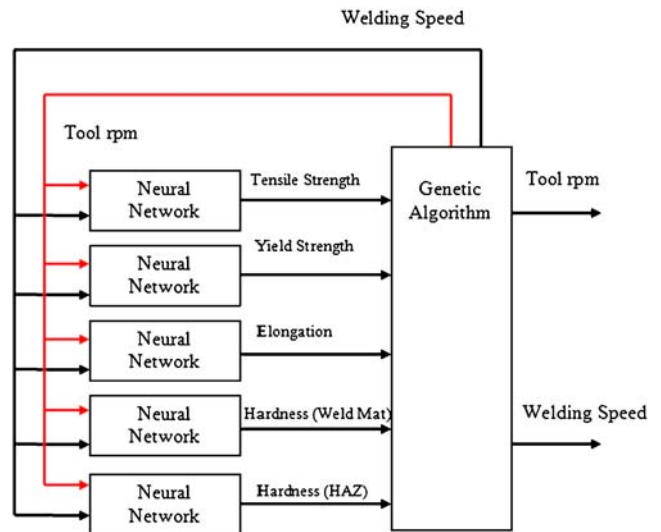 Welding Speed
Tool rpm
Neural
Network
Tensile Strength
Genetic
Algorithm
Tool rpm
Neural
Network
Yield Strength
Neural
Network
Elongation
Neural
Network
Hardness (Weld Mat)
Welding Speed
Neural
Network
Hardness (HAZ)